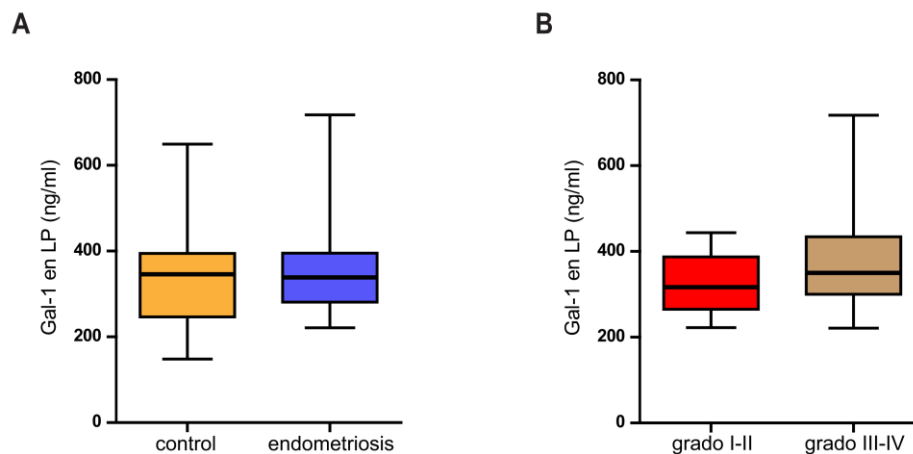 A
Gal-1 en LP (ng/ml)
800
600
400
200
0
control endometriosis
B
Gal-1 en LP (ng/ml)
800
600
400
200
0
grado I-II grado III-IV